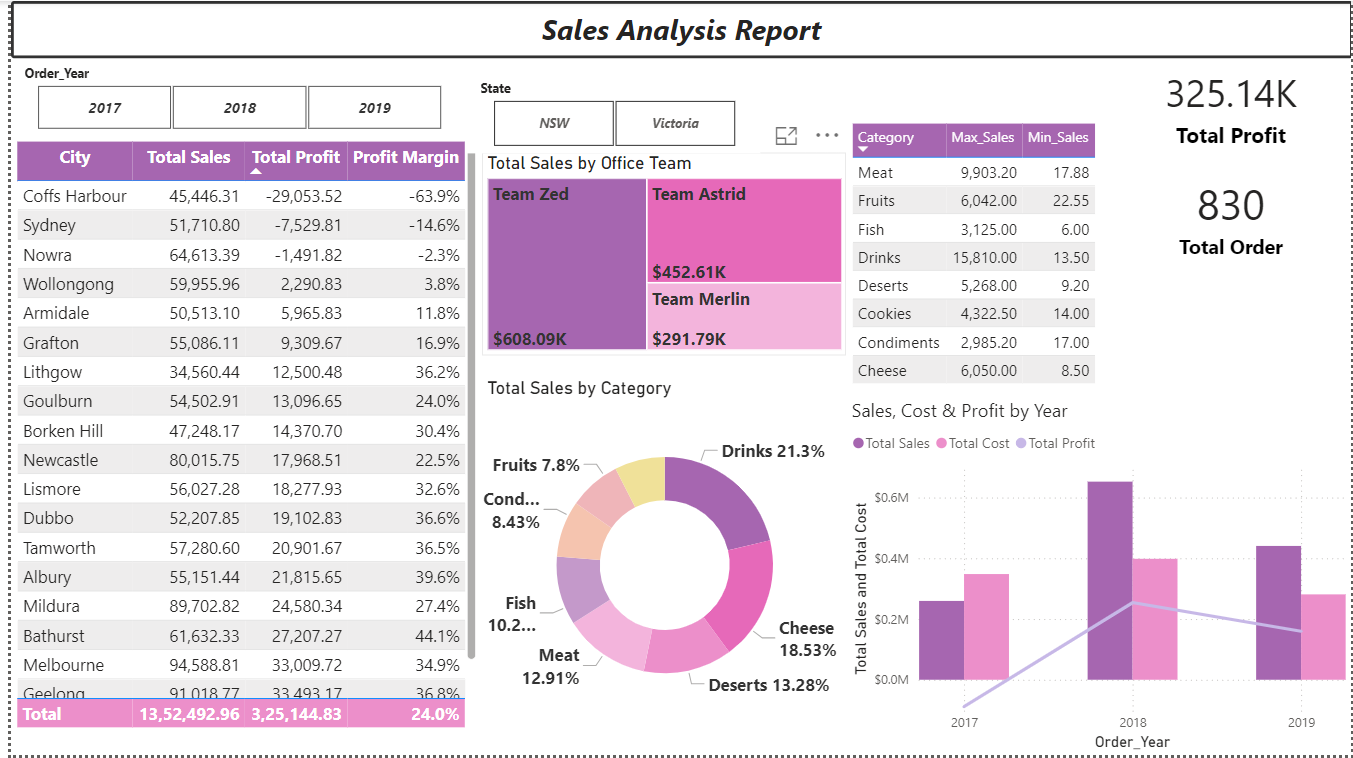 Sales Analysis Report
Order_Year
2017 2018 2019
City Total Sales Total Profit Profit Margin
Coffs Harbour 45,446.31 -29,053.52 -63.9%
Sydney 51,710.80 -7,529.81 -14.6%
Nowra 64,613.39 -1,491.82 -2.3%
Wollongong 59,955.96 2,290.83 3.8%
Armidale 50,513.10 5,965.83 11.8%
Grafton 55,086.11 9,309.67 16.9%
Lithgow 34,560.44 12,500.48 36.2%
Goulburn 54,502.91 13,096.65 24.0%
Borken Hill 47,248.17 14,370.70 30.4%
Newcastle 80,015.75 17,968.51 22.5%
Lismore 56,027.28 18,277.93 32.6%
Dubbo 52,207.85 19,102.83 36.6%
Tamworth 57,280.60 20,901.67 36.5%
Albury 55,151.44 21,815.65 39.6%
Mildura 89,702.82 24,580.34 27.4%
Bathurst 61,632.33 27,207.27 44.1%
Melbourne 94,588.81 33,009.72 34.9%
Geelong 91,018.77 33,493.17 36.8%
Total 13,52,492.96 3,25,144.83 24.0%
State
NSW Victoria
Total Sales by Office Team
Team Zed
$608.09K
Team Astrid
$452.61K
Team Merlin
$291.79K
Total Sales by Category
Drinks 21.3%
Cheese
18.53%
Deserts 13.28%
Meat
12.91%
Fish
10.2...
Cond...
8.43%
Fruits 7.8%
Category Max_Sales Min_Sales
Meat 9,903.20 17.88
Fruits 6,042.00 22.55
Fish 3,125.00 6.00
Drinks 15,810.00 13.50
Deserts 5,268.00 9.20
Cookies 4,322.50 14.00
Condiments 2,985.20 17.00
Cheese 6,050.00 8.50
325.14K
Total Profit
830
Total Order
Sales, Cost & Profit by Year
Total Sales Total Cost Total Profit
Total Sales and Total Cost
$0.6M
$0.4M
$0.2M
$0.0M
2017 2018 2019
Order_Year